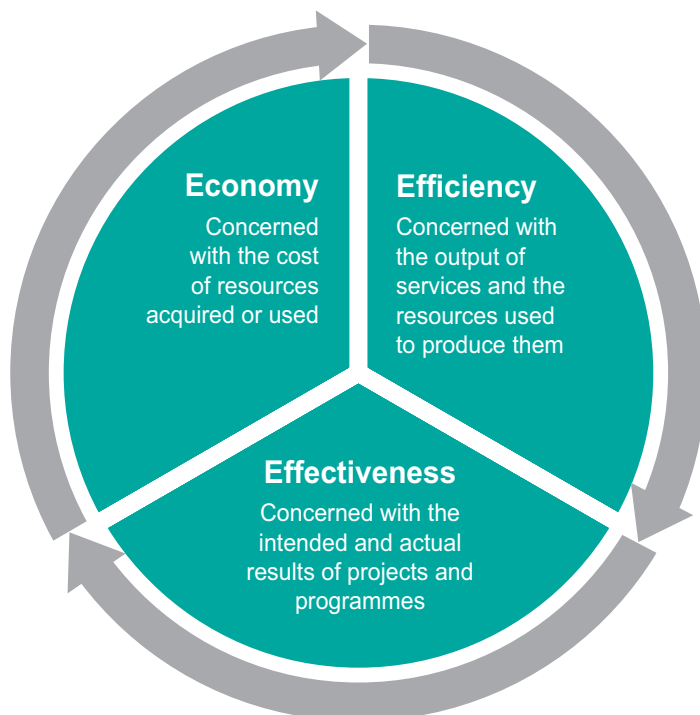 Economy
Concerned
with the cost
of resources
acquired or used
Efficiency
Concerned with
the output of
services and the
resources used
to produce them
Effectiveness
Concerned with the
intended and actual
results of projects and
programmes